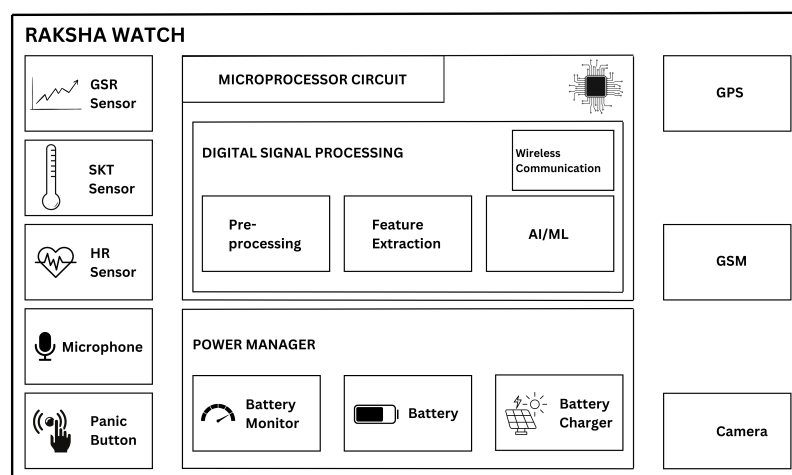 RAKSHA WATCH
GSR
Sensor
SKT
Sensor
HR
Sensor
Microphone
Panic
Button
MICROPROCESSOR CIRCUIT
DIGITAL SIGNAL PROCESSING
Wireless
Communication
Pre-
processing
Feature
Extraction
AI/ML
POWER MANAGER
Battery
Monitor
Battery
Battery
Charger
GPS
GSM
Camera